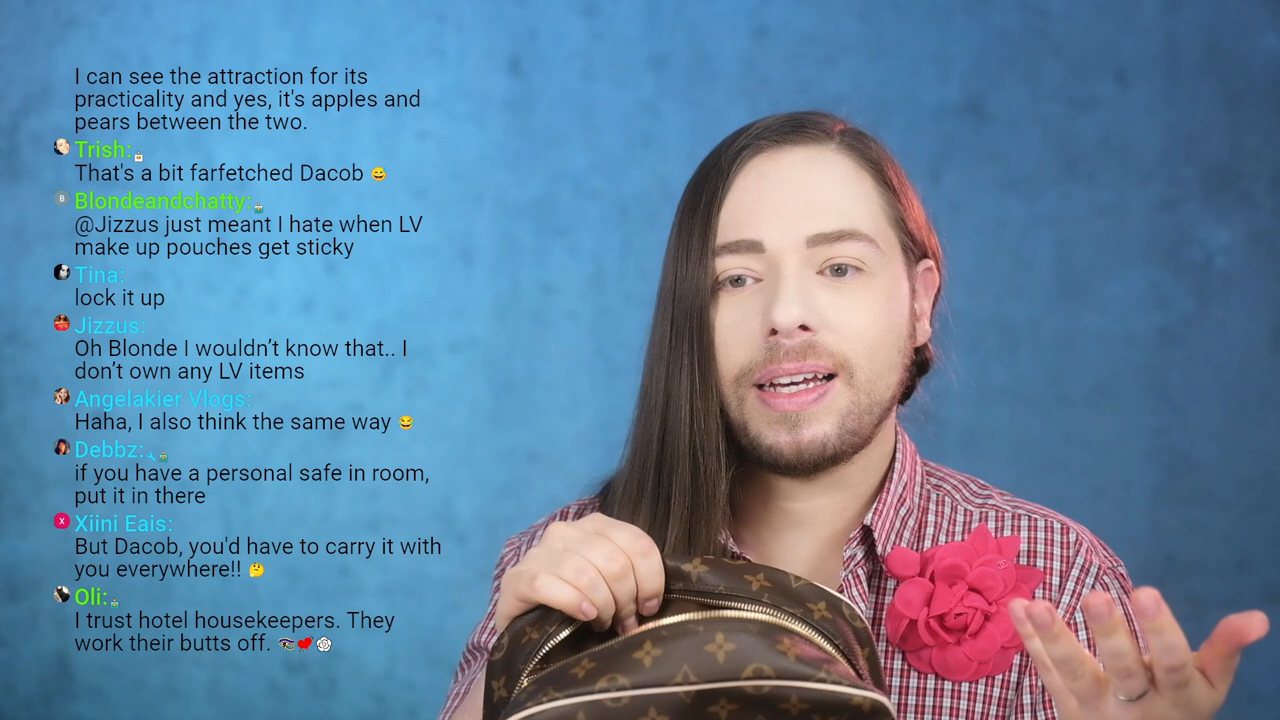 I can see the attraction for its
practicality and yes, it's apples and
pears between the two.
Trish:
That's a bit farfetched Dacob 😅
B
Blondeandchatty:
@Jizzus just meant I hate when LV
make up pouches get sticky
Tina:
lock it up
Jizzus:
Oh Blonde I wouldn’t know that.. I
don’t own any LV items
Angelakier Vlogs:
Haha, I also think the same way 😂
Debbz:
if you have a personal safe in room,
put it in there
X
Xiini Eais:
But Dacob, you'd have to carry it with
you everywhere!! 🤔
Oli:
I trust hotel housekeepers. They
work their butts off.